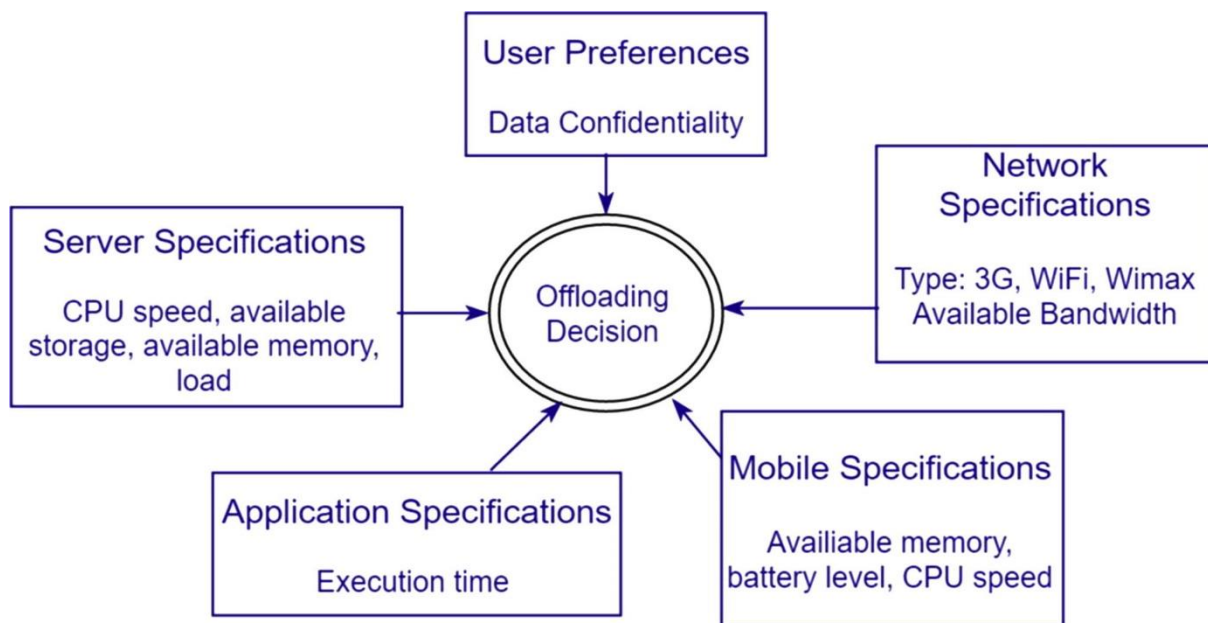 User Preferences
Data Confidentiality
Network
Specifications
Type: 3G, WiFi, Wimax
Available Bandwidth
Server Specifications
CPU speed, available
storage, available memory,
load
Offloading
Decision
Application Specifications
Execution time
Mobile Specifications
Availiable memory,
battery level, CPU speed